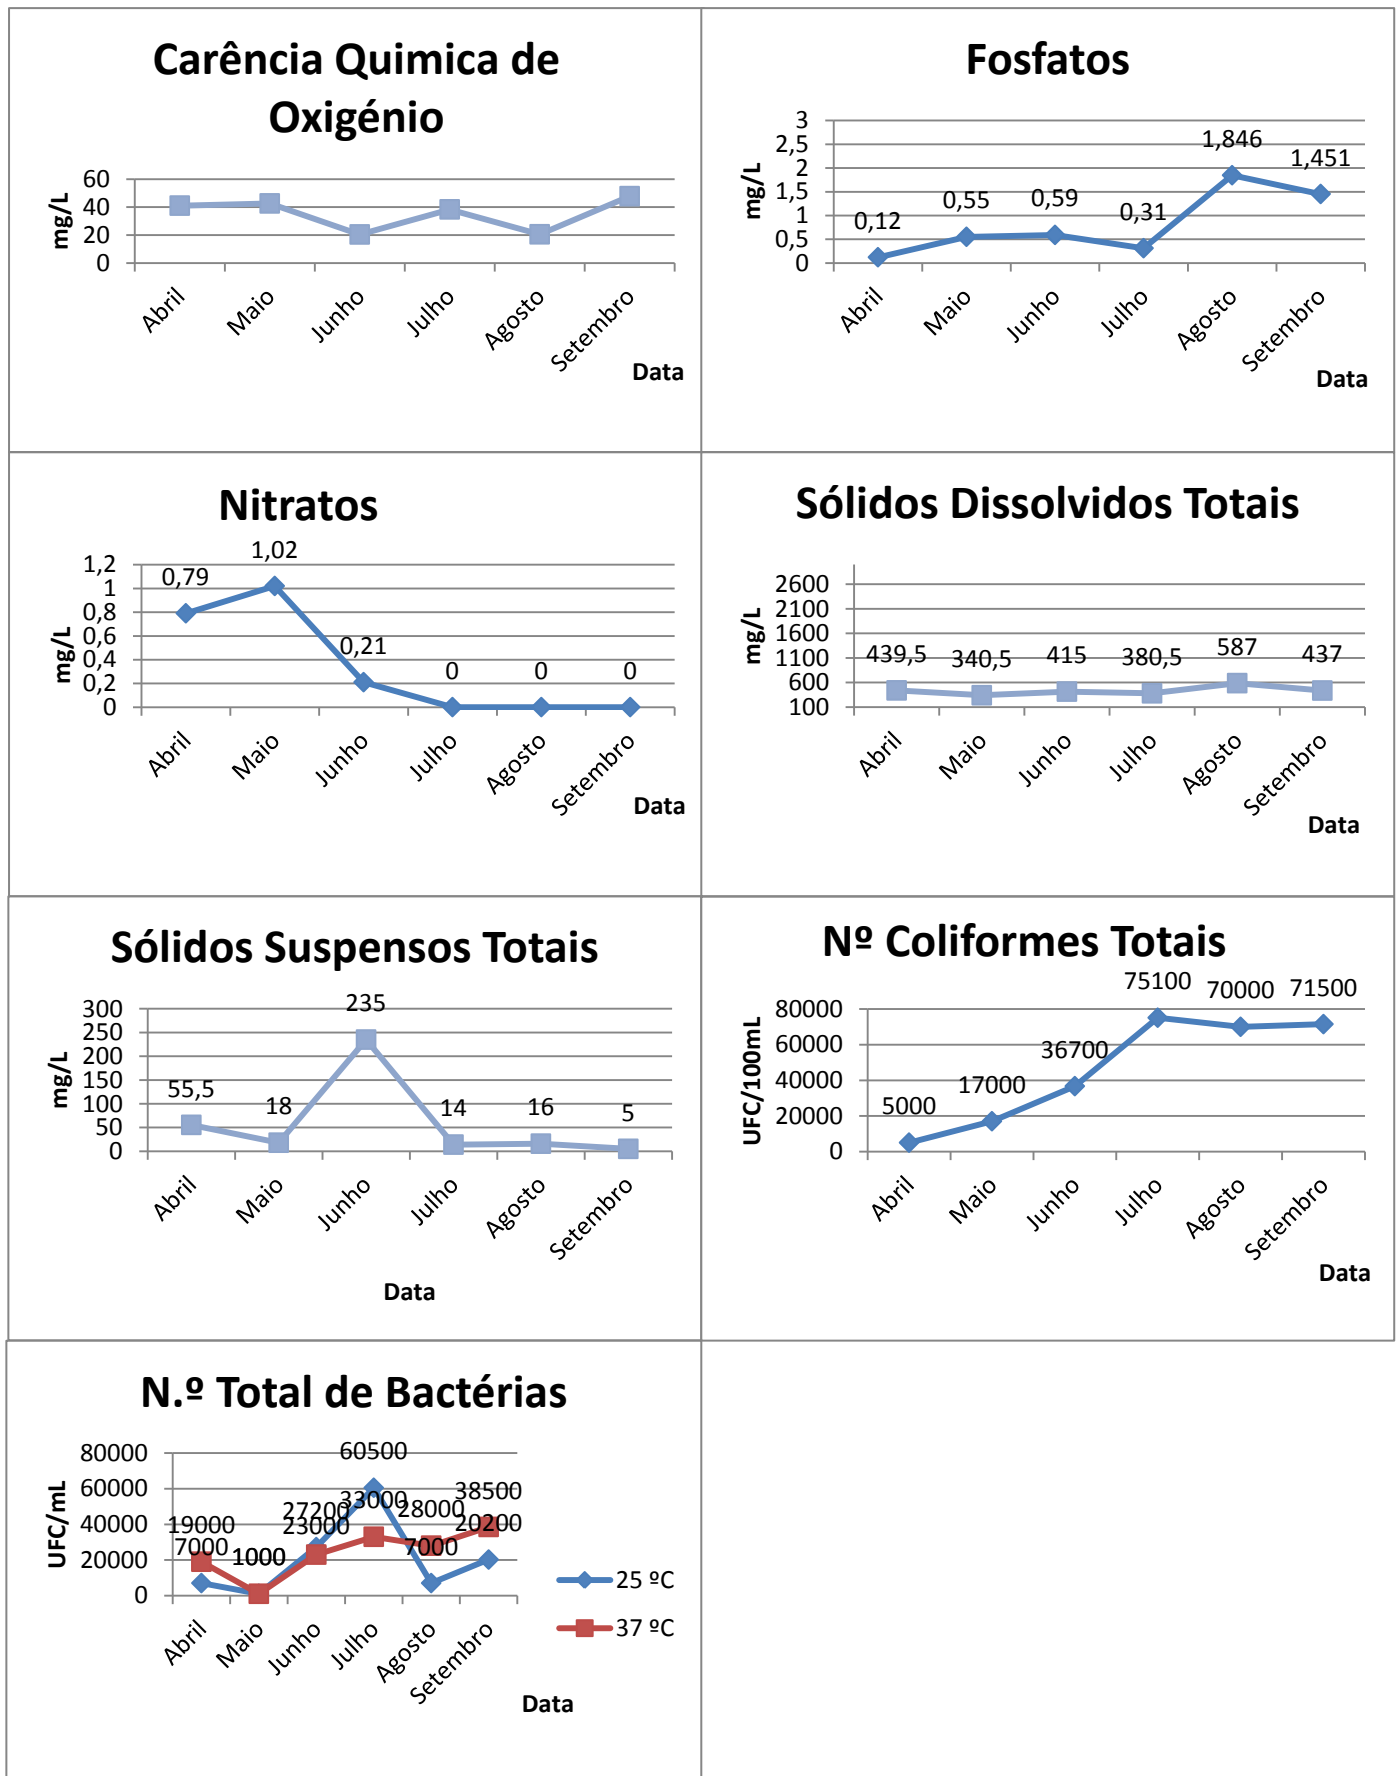 Carência Quimica de
Oxigénio
60
40
20
0
mg/L
Abril
Maio
Junho
Julho
Agosto
Setembro
Data
Fosfatos
3
2,5
2
1,5
1
0,5
0
mg/L
0,12
0,55
0,59
0,31
1,846
1,451
Abril
Maio
Junho
Julho
Agosto
Setembro
Data
Nitratos
1,2
1
0,8
0,6
0,4
0,2
0
mg/L
0,79
1,02
0,21
0
0
0
Abril
Maio
Junho
Julho
Agosto
Setembro
Data
Sólidos Dissolvidos Totais
2600
2100
1600
1100
600
100
mg/L
439,5
340,5
415
380,5
587
437
Abril
Maio
Junho
Julho
Agosto
Setembro
Data
Sólidos Suspensos Totais
300
250
200
150
100
50
0
mg/L
55,5
18
235
14
16
5
Abril
Maio
Junho
Julho
Agosto
Setembro
Data
Nº Coliformes Totais
80000
60000
40000
20000
0
UFC/100mL
5000
17000
36700
75100
70000
71500
Abril
Maio
Junho
Julho
Agosto
Setembro
Data
N.º Total de Bactérias
80000
60000
40000
20000
0
UFC/mL
19000
7000
1000
1000
27200
23000
60500
33000
28000
7000
38500
20200
Abril
Maio
Junho
Julho
Agosto
Setembro
Data
25 ºC
37 ºC